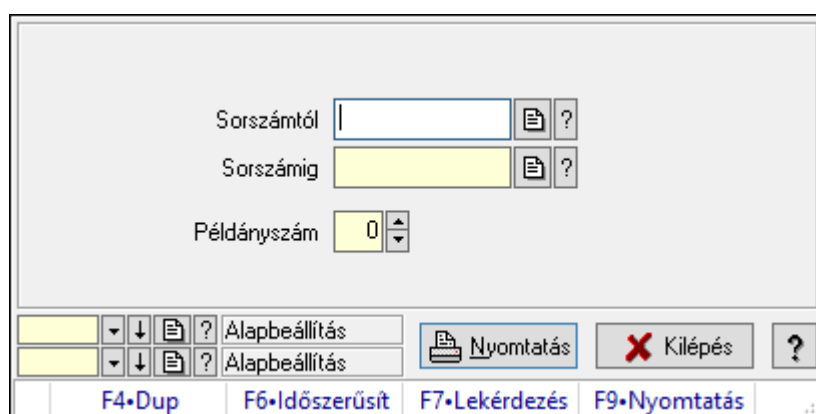 Sorszámtól ?
Sorszámig ?
Példányszám 0
? Alapbeállítás
? Alapbeállítás
Nyomtatás Kilépés ?
F4•Dup F6•Időszerűsít F7•Lekérdezés F9•Nyomtatás